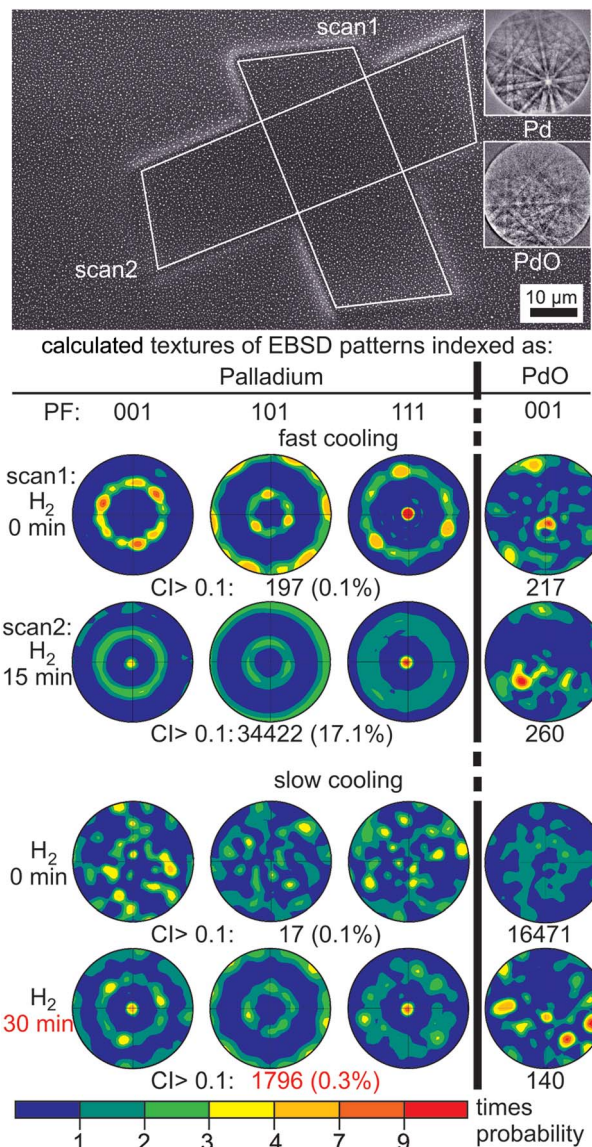 scan1
Pd
PdO
scan2
10 µm
calculated textures of EBSD patterns indexed as:
Palladium PdO
PF: 001 101 111 001
fast cooling
scan1:
H2
0 min
CI> 0.1: 197 (0.1%) 217
scan2:
H2
15 min
CI> 0.1: 34422 (17.1%) 260
slow cooling
H2
0 min
CI> 0.1: 17 (0.1%) 16471
H2
30 min
CI> 0.1: 1796 (0.3%) 140
1 2 3 4 7 9 times
probability